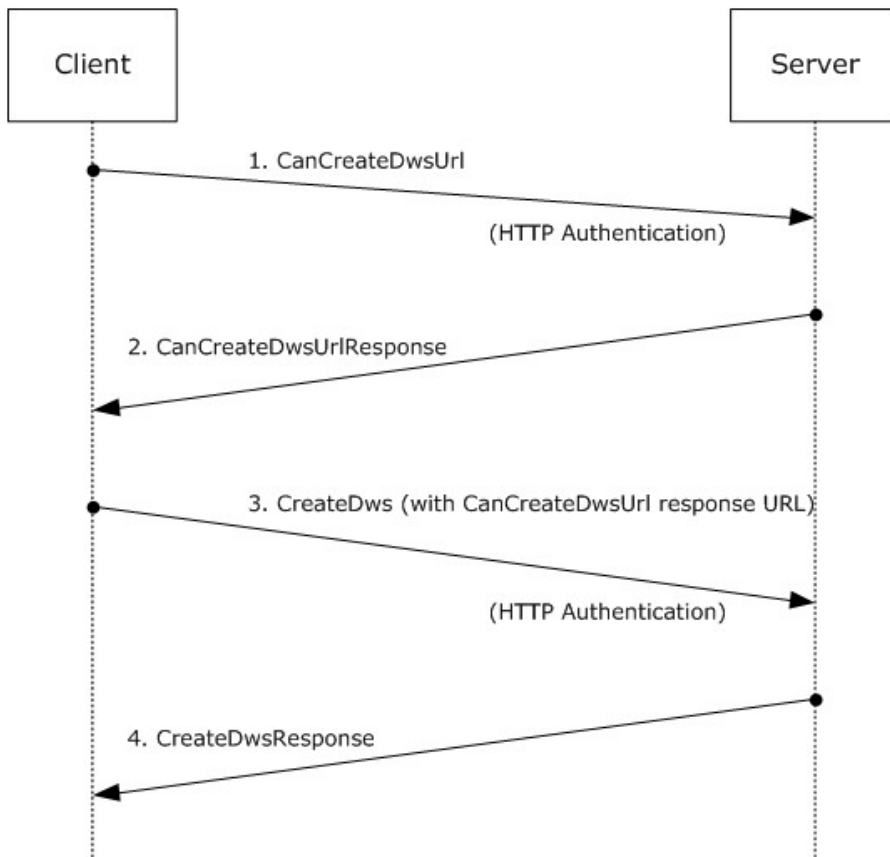 Client
Server
1. CanCreateDwsUrl
(HTTP Authentication)
2. CanCreateDwsUrlResponse
3. CreateDws (with CanCreateDwsUrl response URL)
(HTTP Authentication)
4. CreateDwsResponse